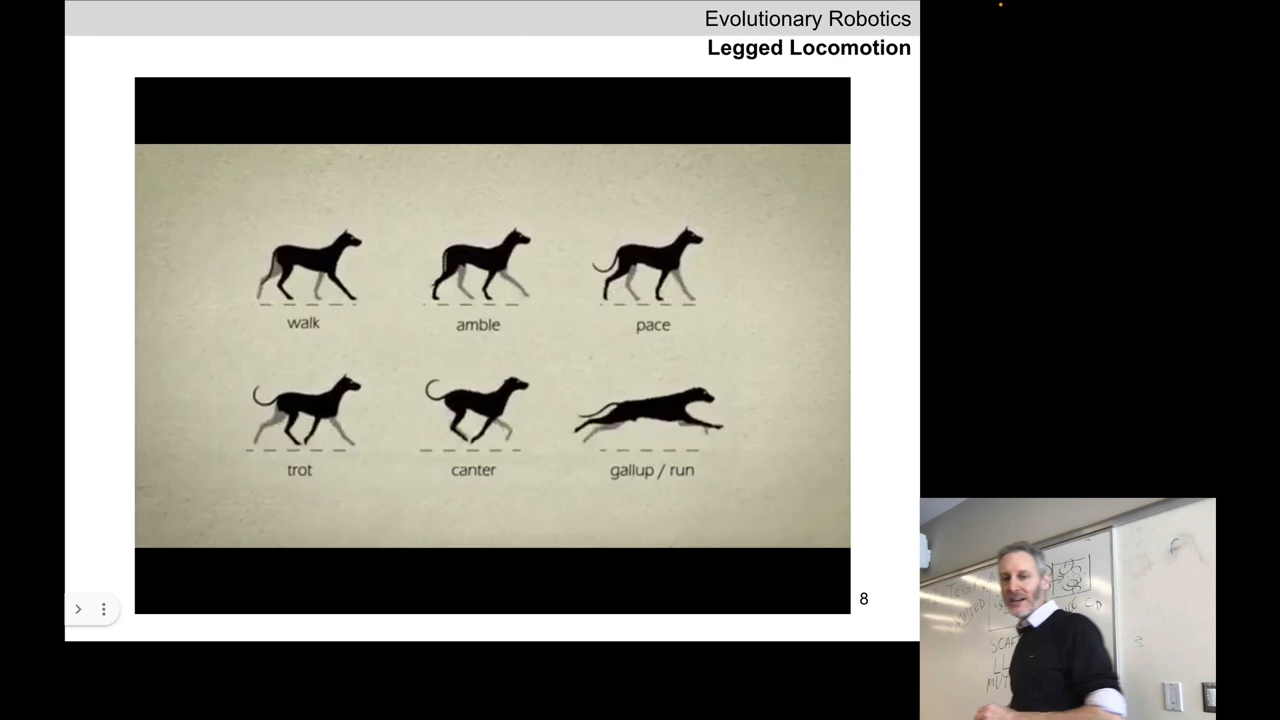 Evolutionary Robotics
Legged Locomotion
walk
amble
pace
trot
canter
gallup / run
8